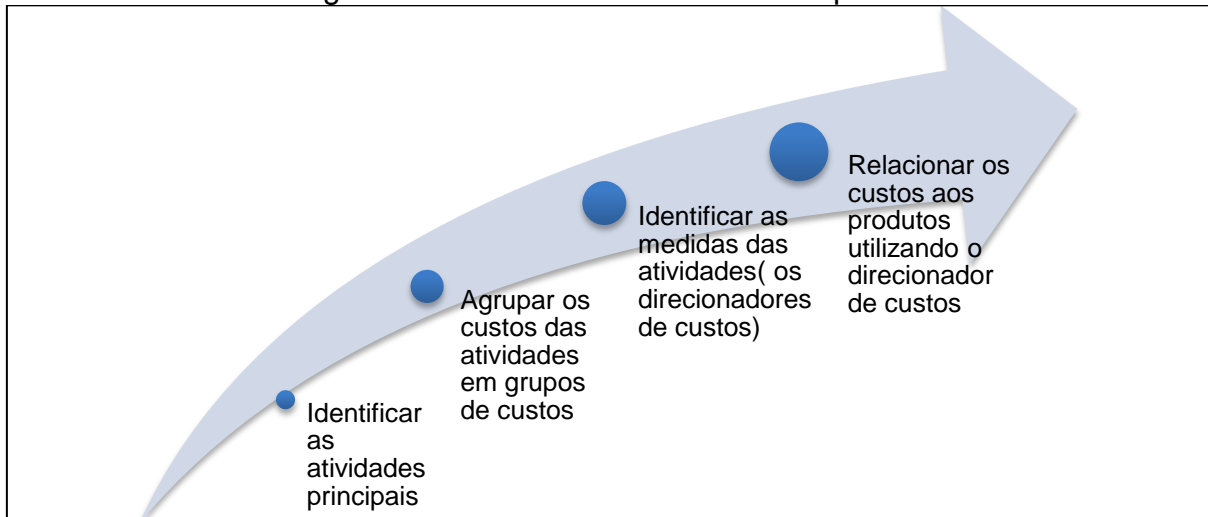 Identificar
as
atividades
principais
Agrupar os
custos das
atividades
em grupos
de custos
Identificar as
medidas das
atividades( os
direcionadores
de custos)
Relacionar os
custos aos
produtos
utilizando o
direcionador
de custos